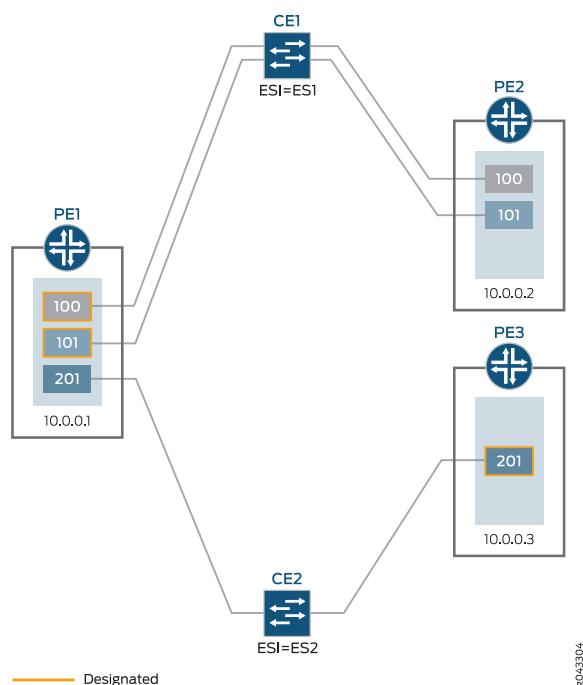 CE1
ESI=ES1
PE2
100
101
10.0.0.2
PE1
100
101
201
10.0.0.1
PE3
201
10.0.0.3
CE2
ESI=ES2
Designated
g043304